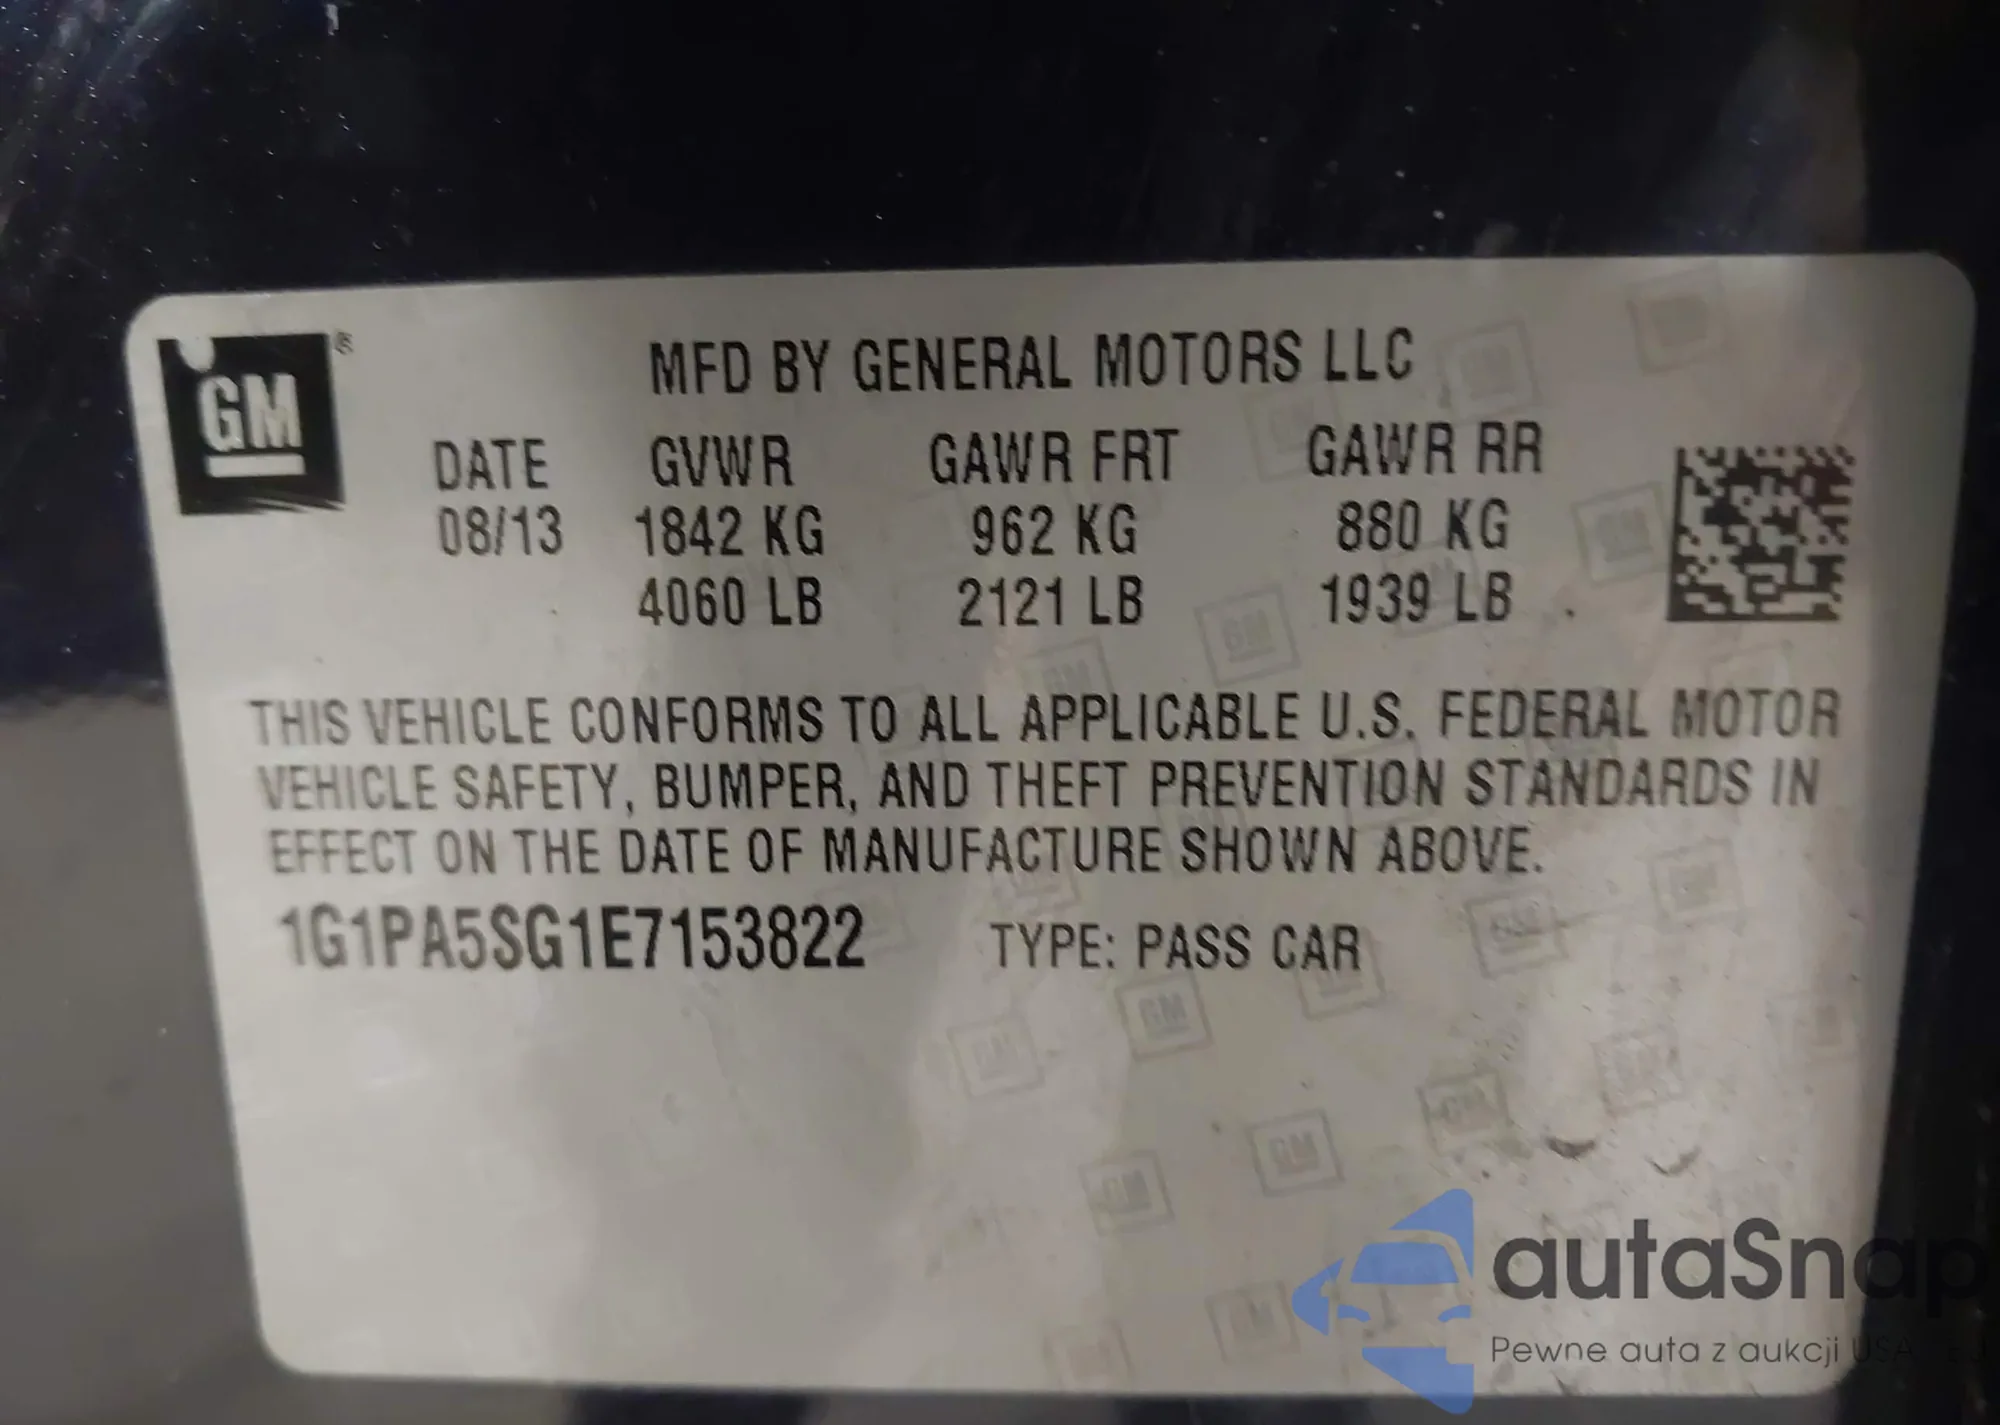 GM ®
MFD BY GENERAL MOTORS LLC
DATE GVWR GAWR FRT GAWR RR
08/13 1842 KG 962 KG 880 KG
4060 LB 2121 LB 1939 LB
THIS VEHICLE CONFORMS TO ALL APPLICABLE U.S. FEDERAL MOTOR
VEHICLE SAFETY, BUMPER, AND THEFT PREVENTION STANDARDS IN
EFFECT ON THE DATE OF MANUFACTURE SHOWN ABOVE.
1G1PA5SG1E7153822 TYPE: PASS CAR
autaSnap
Pewne auta z aukcji USA